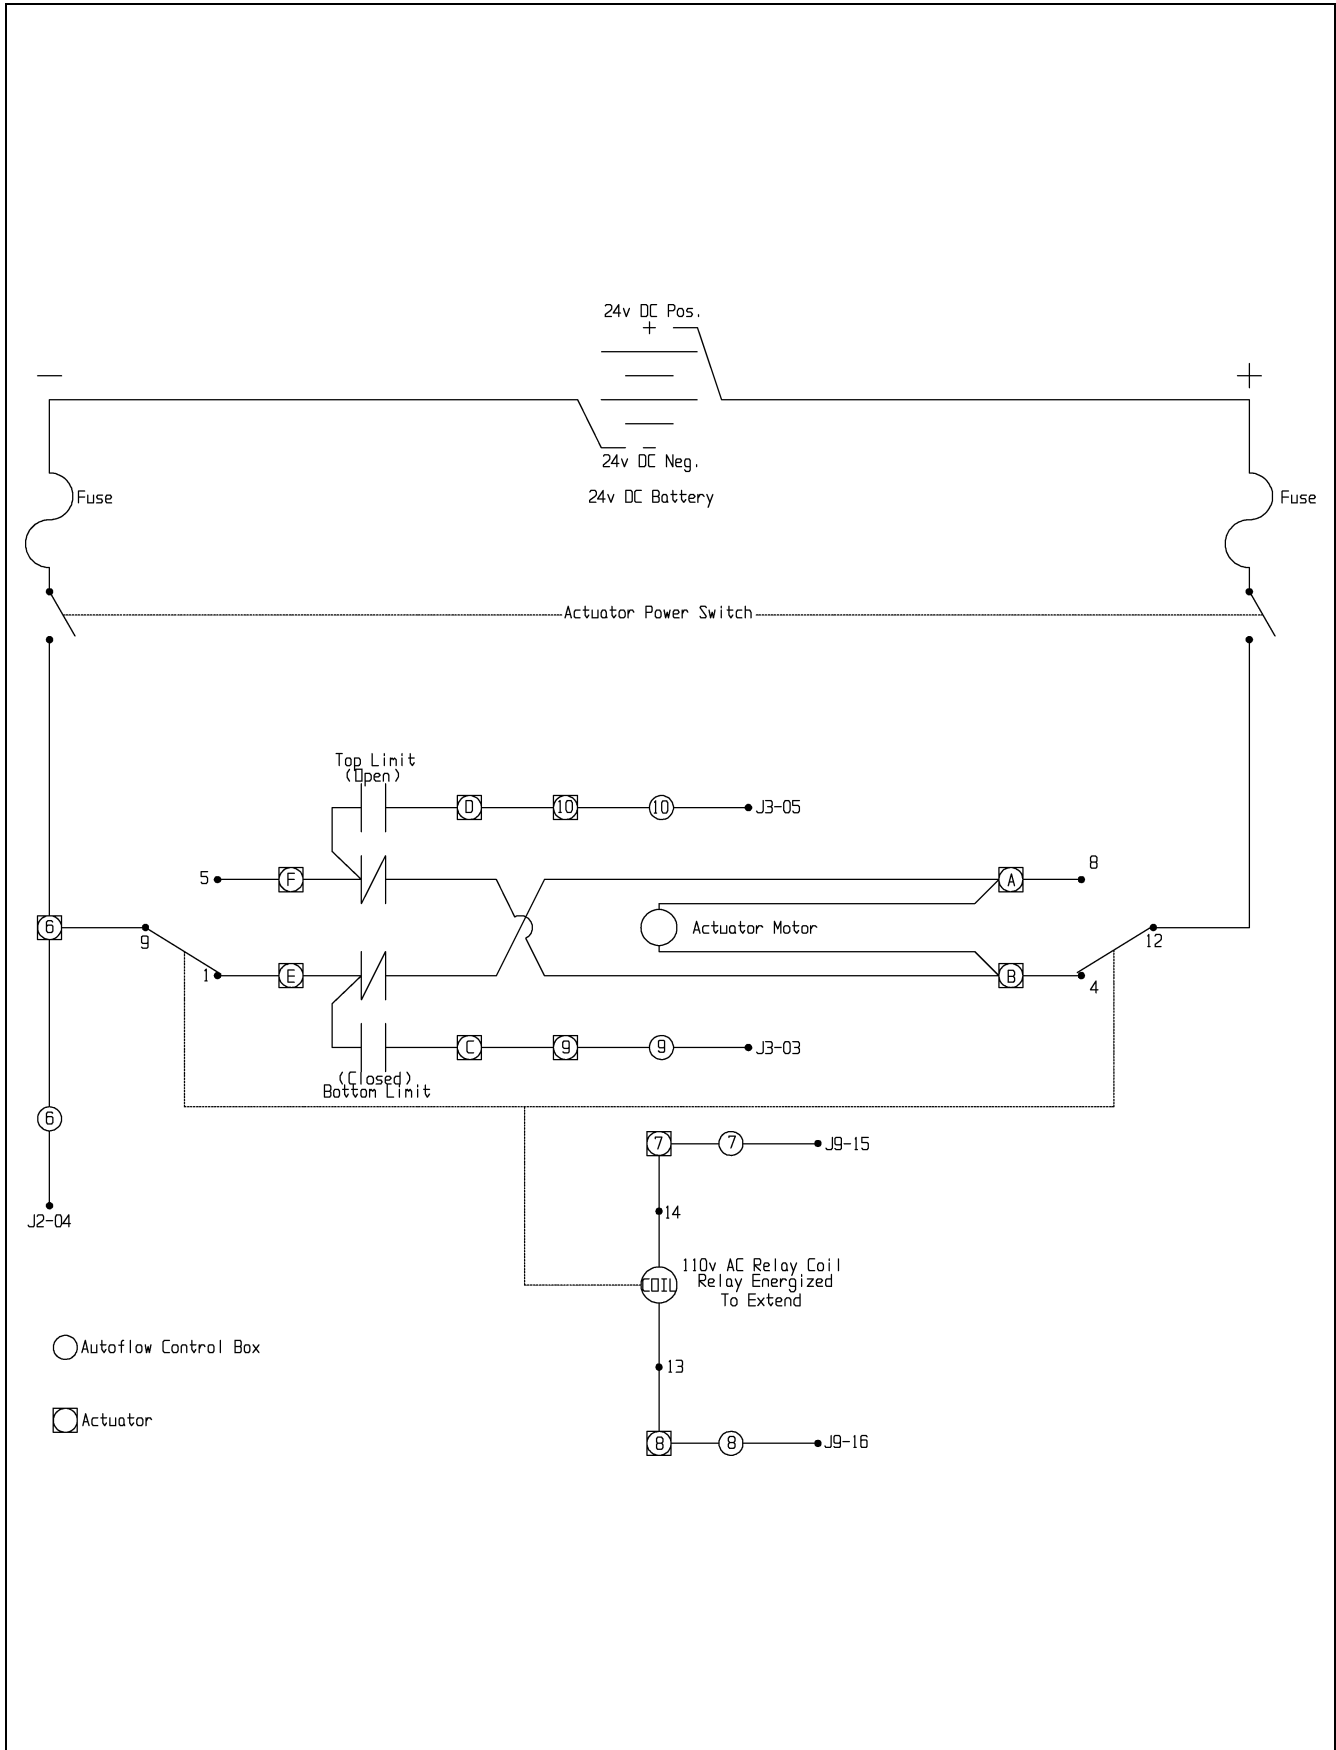 24v DC Pos.
+
−
+
−
24v DC Neg.
Fuse
24v DC Battery
Fuse
Actuator Power Switch
Top Limit
(Open)
D
10
10
J3-05
5
F
A
8
6
9
Actuator Motor
12
1
E
B
4
C
9
9
J3-03
(Closed)
Bottom Limit
6
7
7
J9-15
14
J2-04
110v AC Relay Coil
COIL
Relay Energized
To Extend
Autoflow Control Box
13
Actuator
8
8
J9-16